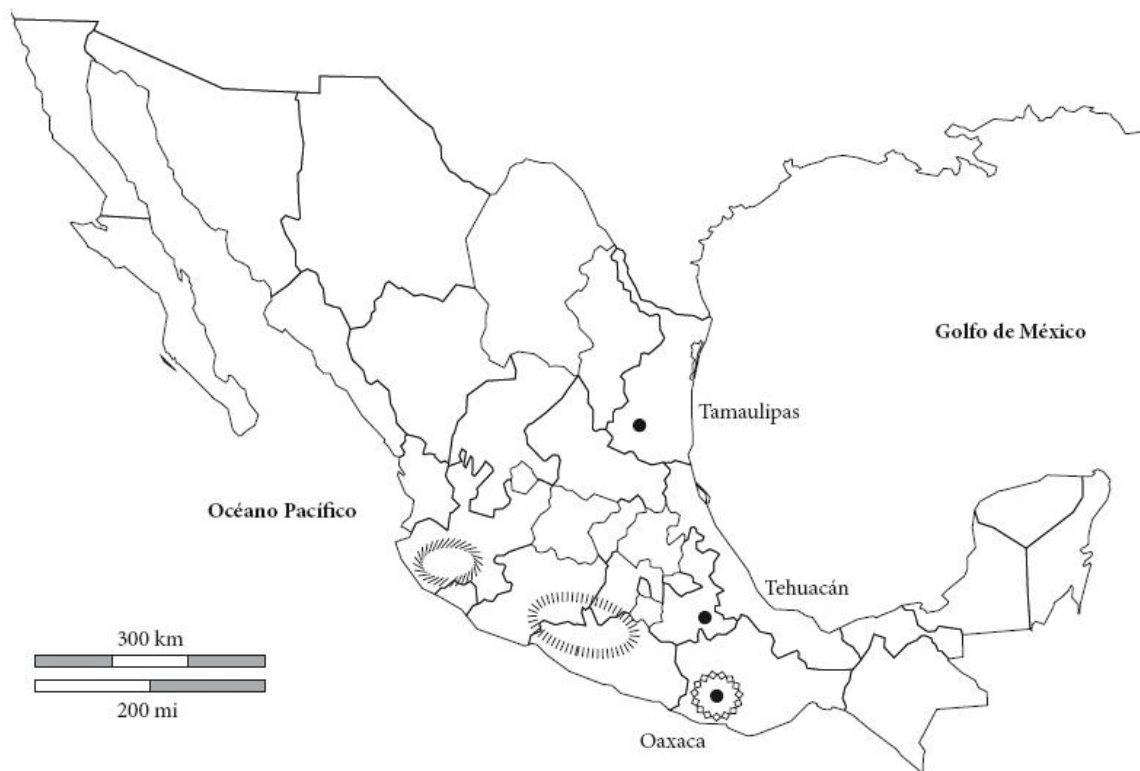 Golfo de México
Tamaulipas
Océano Pacífico
Tehuacán
300 km
200 mi
Oaxaca